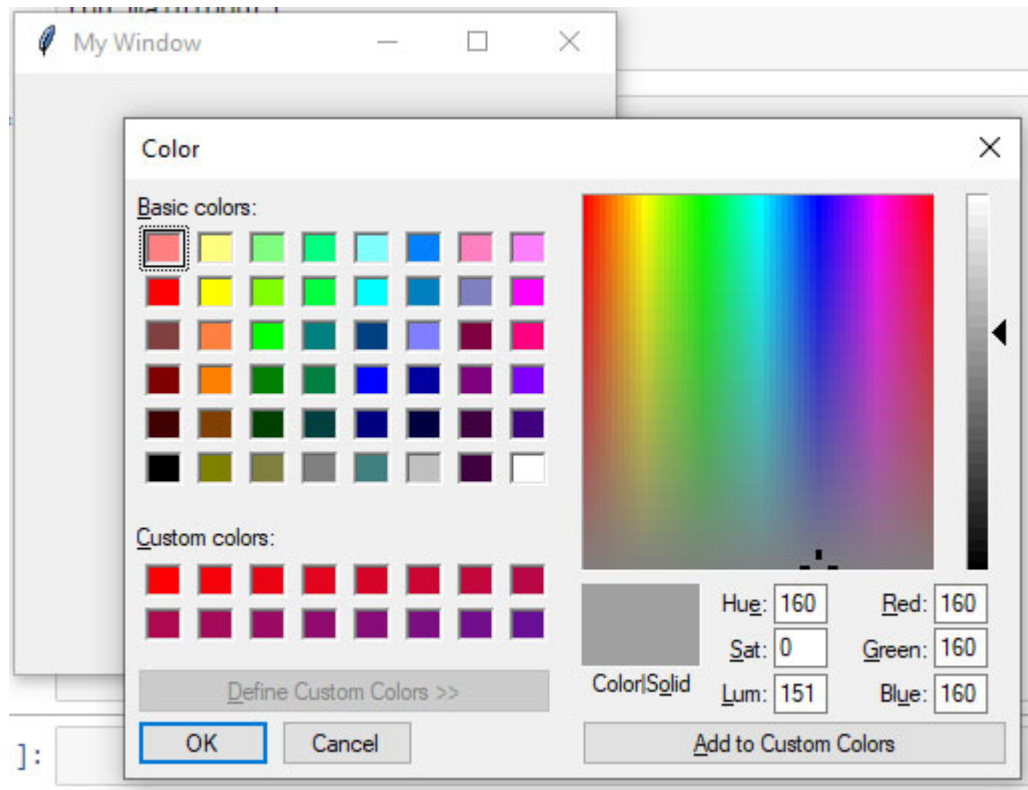 My Window
Color
Basic colors:
Custom colors:
Hue: 160 Red: 160
Sat: 0 Green: 160
Color|Solid Lum: 151 Blue: 160
Define Custom Colors >>
OK Cancel Add to Custom Colors
]: